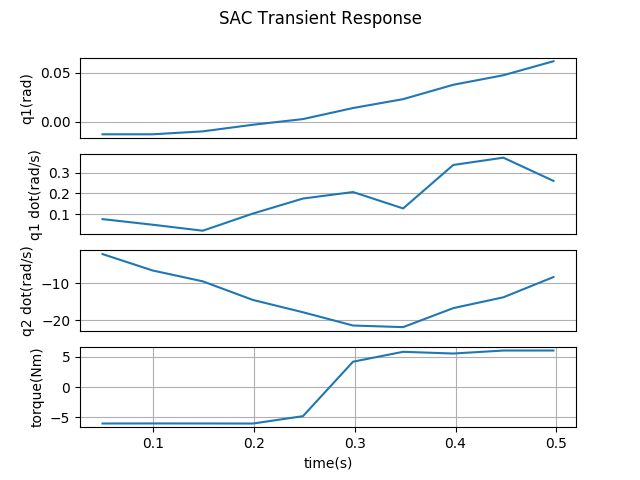 SAC Transient Response
q1(rad)
0.05
0.00
q1 dot(rad/s)
0.3
0.2
0.1
q2 dot(rad/s)
−10
−20
torque(Nm)
5
0
−5
0.1 0.2 0.3 0.4 0.5
time(s)